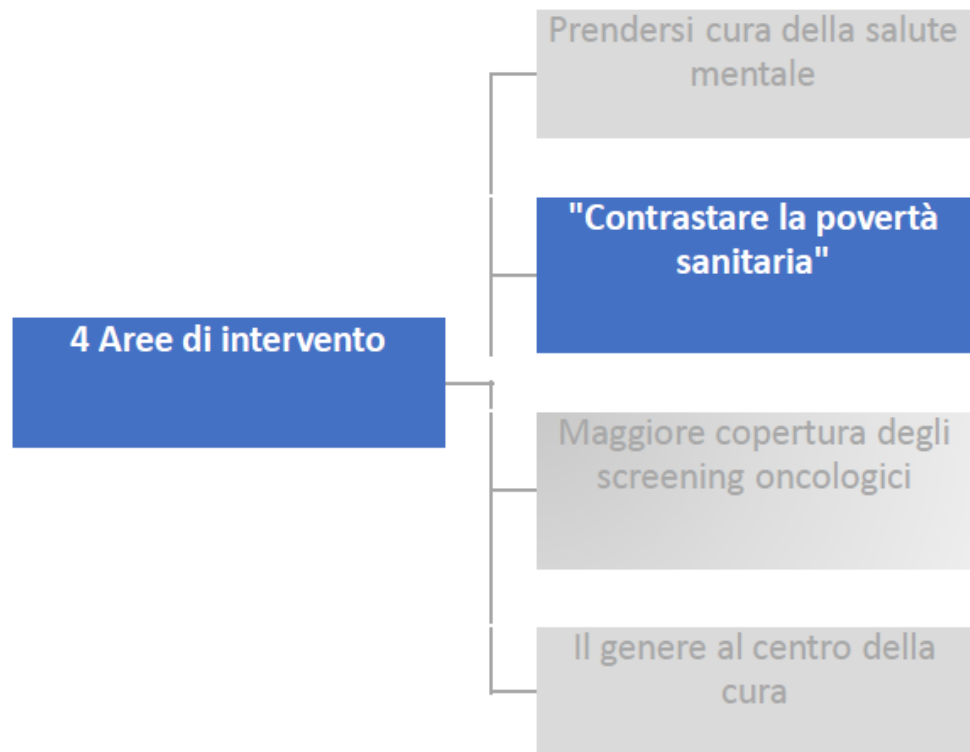 Prendersi cura della salute
mentale
"Contrastare la povertà
sanitaria"
4 Aree di intervento
Maggiore copertura degli
screening oncologici
Il genere al centro della
cura